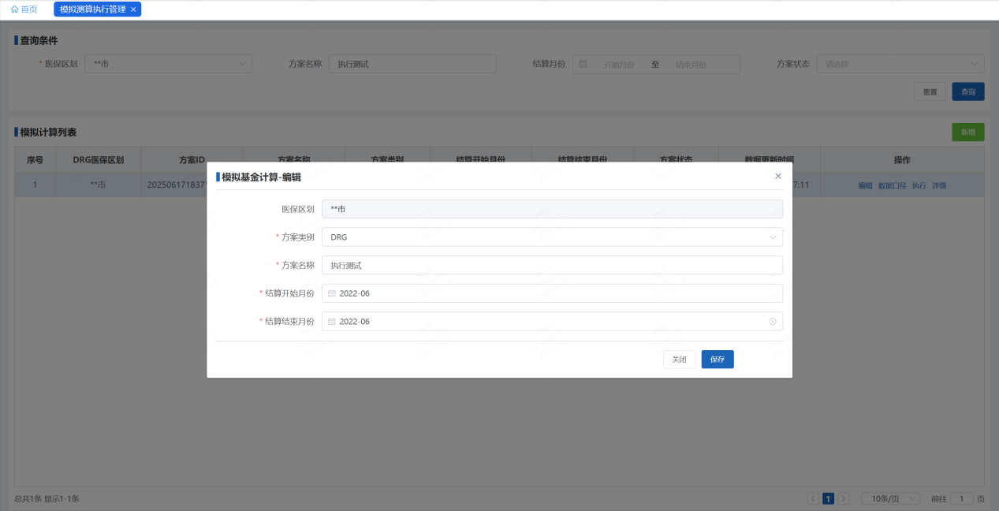 首页 模拟测算执行管理 ×
查询条件
* 医保区划 **市 方案名称 执行测试 结算月份 开始月份 至 结束月份 方案状态 请选择
重置 查询
模拟计算列表 新增
序号 DRG医保区划 方案ID 方案名称 方案类别 结算开始月份 结算结束月份 方案状态 数据更新时间 操作
1 **市 2025061718371 7:11 编辑 数据口径 执行 详情
模拟基金计算-编辑
医保区划 **市
* 方案类别 DRG
* 方案名称 执行测试
* 结算开始月份 2022-06
* 结算结束月份 2022-06
关闭 保存
总共1条 显示1-1条 1 10条/页 前往 1 页